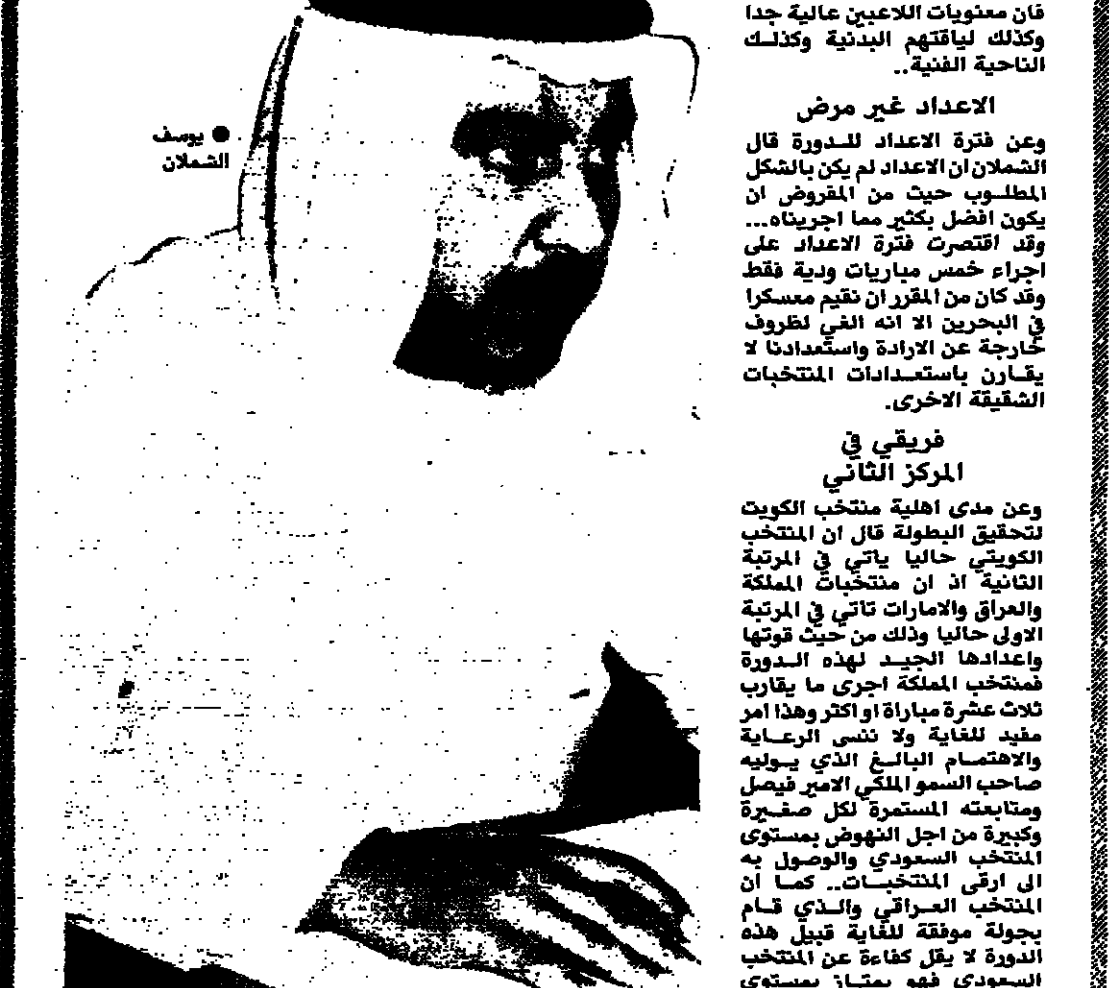 فان معنويات اللاعبين عالية جدا
وكذلك لياقتهم البدنية وكذلك
الناحية الفنية..
الاعداد غير مرض
وعن فترة الاعداد للدورة قال
الشملان ان الاعداد لم يكن بالشكل
المطلوب حيث من المفروض ان
يكون افضل بكثير مما اجريناه...
وقد اقتصرت فترة الاعداد على
اجراء خمس مباريات ودية فقط
وقد كان من المقرر ان نقيم معسكرا
في البحرين الا انه الغي لظروف
خارجة عن الارادة واستعدادنا لا
يقارن باستعدادات المنتخبات
الشقيقة الاخرى.
فريقي في
المركز الثاني
وعن مدى اهلية منتخب الكويت
لتحقيق البطولة قال ان المنتخب
الكويتي حاليا ياتي في المرتبة
الثانية اذ ان منتخبات المملكة
والعراق والامارات تاتي في المرتبة
الاولى حاليا وذلك من حيث قوتها
واعدادها الجيد لهذه الدورة
فمنتخب المملكة اجرى ما يقارب
ثلاث عشرة مباراة او اكثر وهذا امر
مفيد للغاية ولا ننسى الرعاية
والاهتمام البالغ الذي يوليه
صاحب السمو الملكي الامير فيصل
ومتابعته المستمرة لكل صغيرة
وكبيرة من اجل النهوض بمستوى
المنتخب السعودي والوصول به
الى ارقى المنتخبات.. كما ان
المنتخب العراقي والذي قام
بجولة موفقة للغاية قبيل هذه
الدورة لا يقل كفاءة عن المنتخب
السعودي فهو يمتاز بمستوى
● يوسف
الشملان